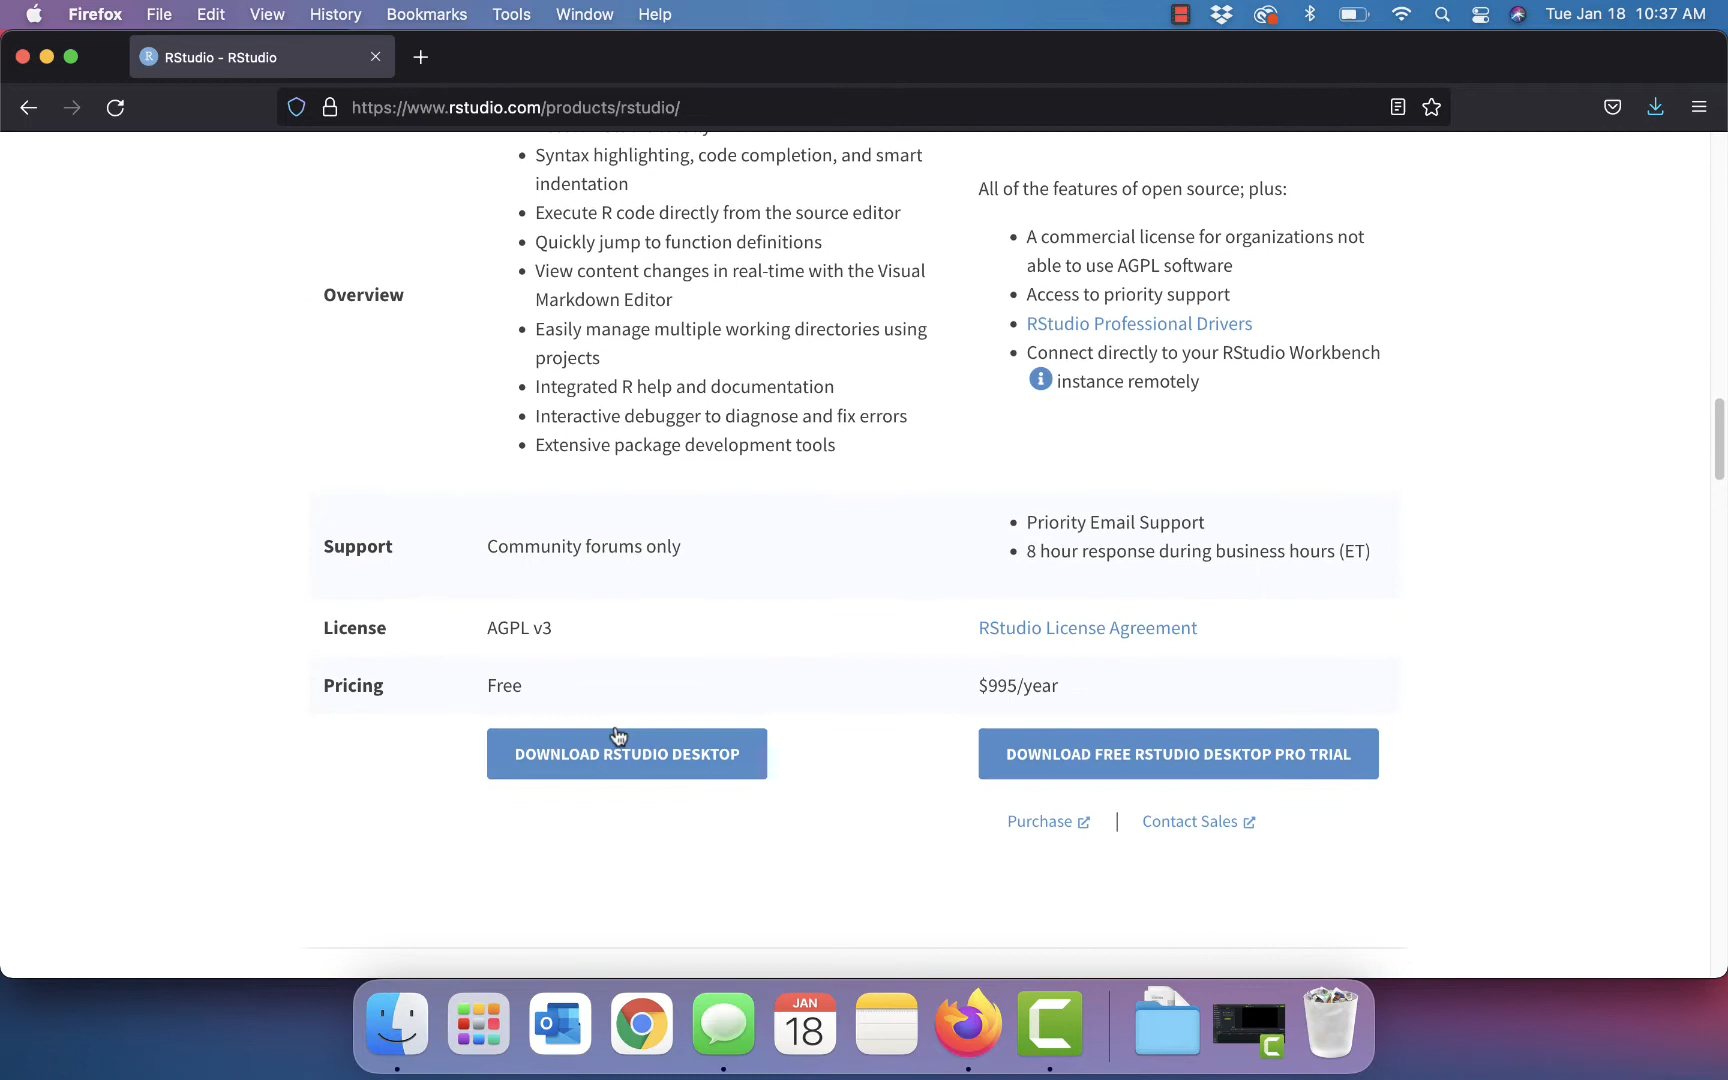 Firefox File Edit View History Bookmarks Tools Window Help Tue Jan 18 10:37 AM
RStudio - RStudio
https://www.rstudio.com/products/rstudio/
Syntax highlighting, code completion, and smart
indentation
Execute R code directly from the source editor
Quickly jump to function definitions
View content changes in real-time with the Visual
Markdown Editor
Easily manage multiple working directories using
projects
Integrated R help and documentation
Interactive debugger to diagnose and fix errors
Extensive package development tools
Overview
All of the features of open source; plus:
A commercial license for organizations not
able to use AGPL software
Access to priority support
RStudio Professional Drivers
Connect directly to your RStudio Workbench
instance remotely
Support
Community forums only
Priority Email Support
8 hour response during business hours (ET)
License
AGPL v3
RStudio License Agreement
Pricing
Free
$995/year
DOWNLOAD RSTUDIO DESKTOP
DOWNLOAD FREE RSTUDIO DESKTOP PRO TRIAL
Purchase | Contact Sales
JAN
18